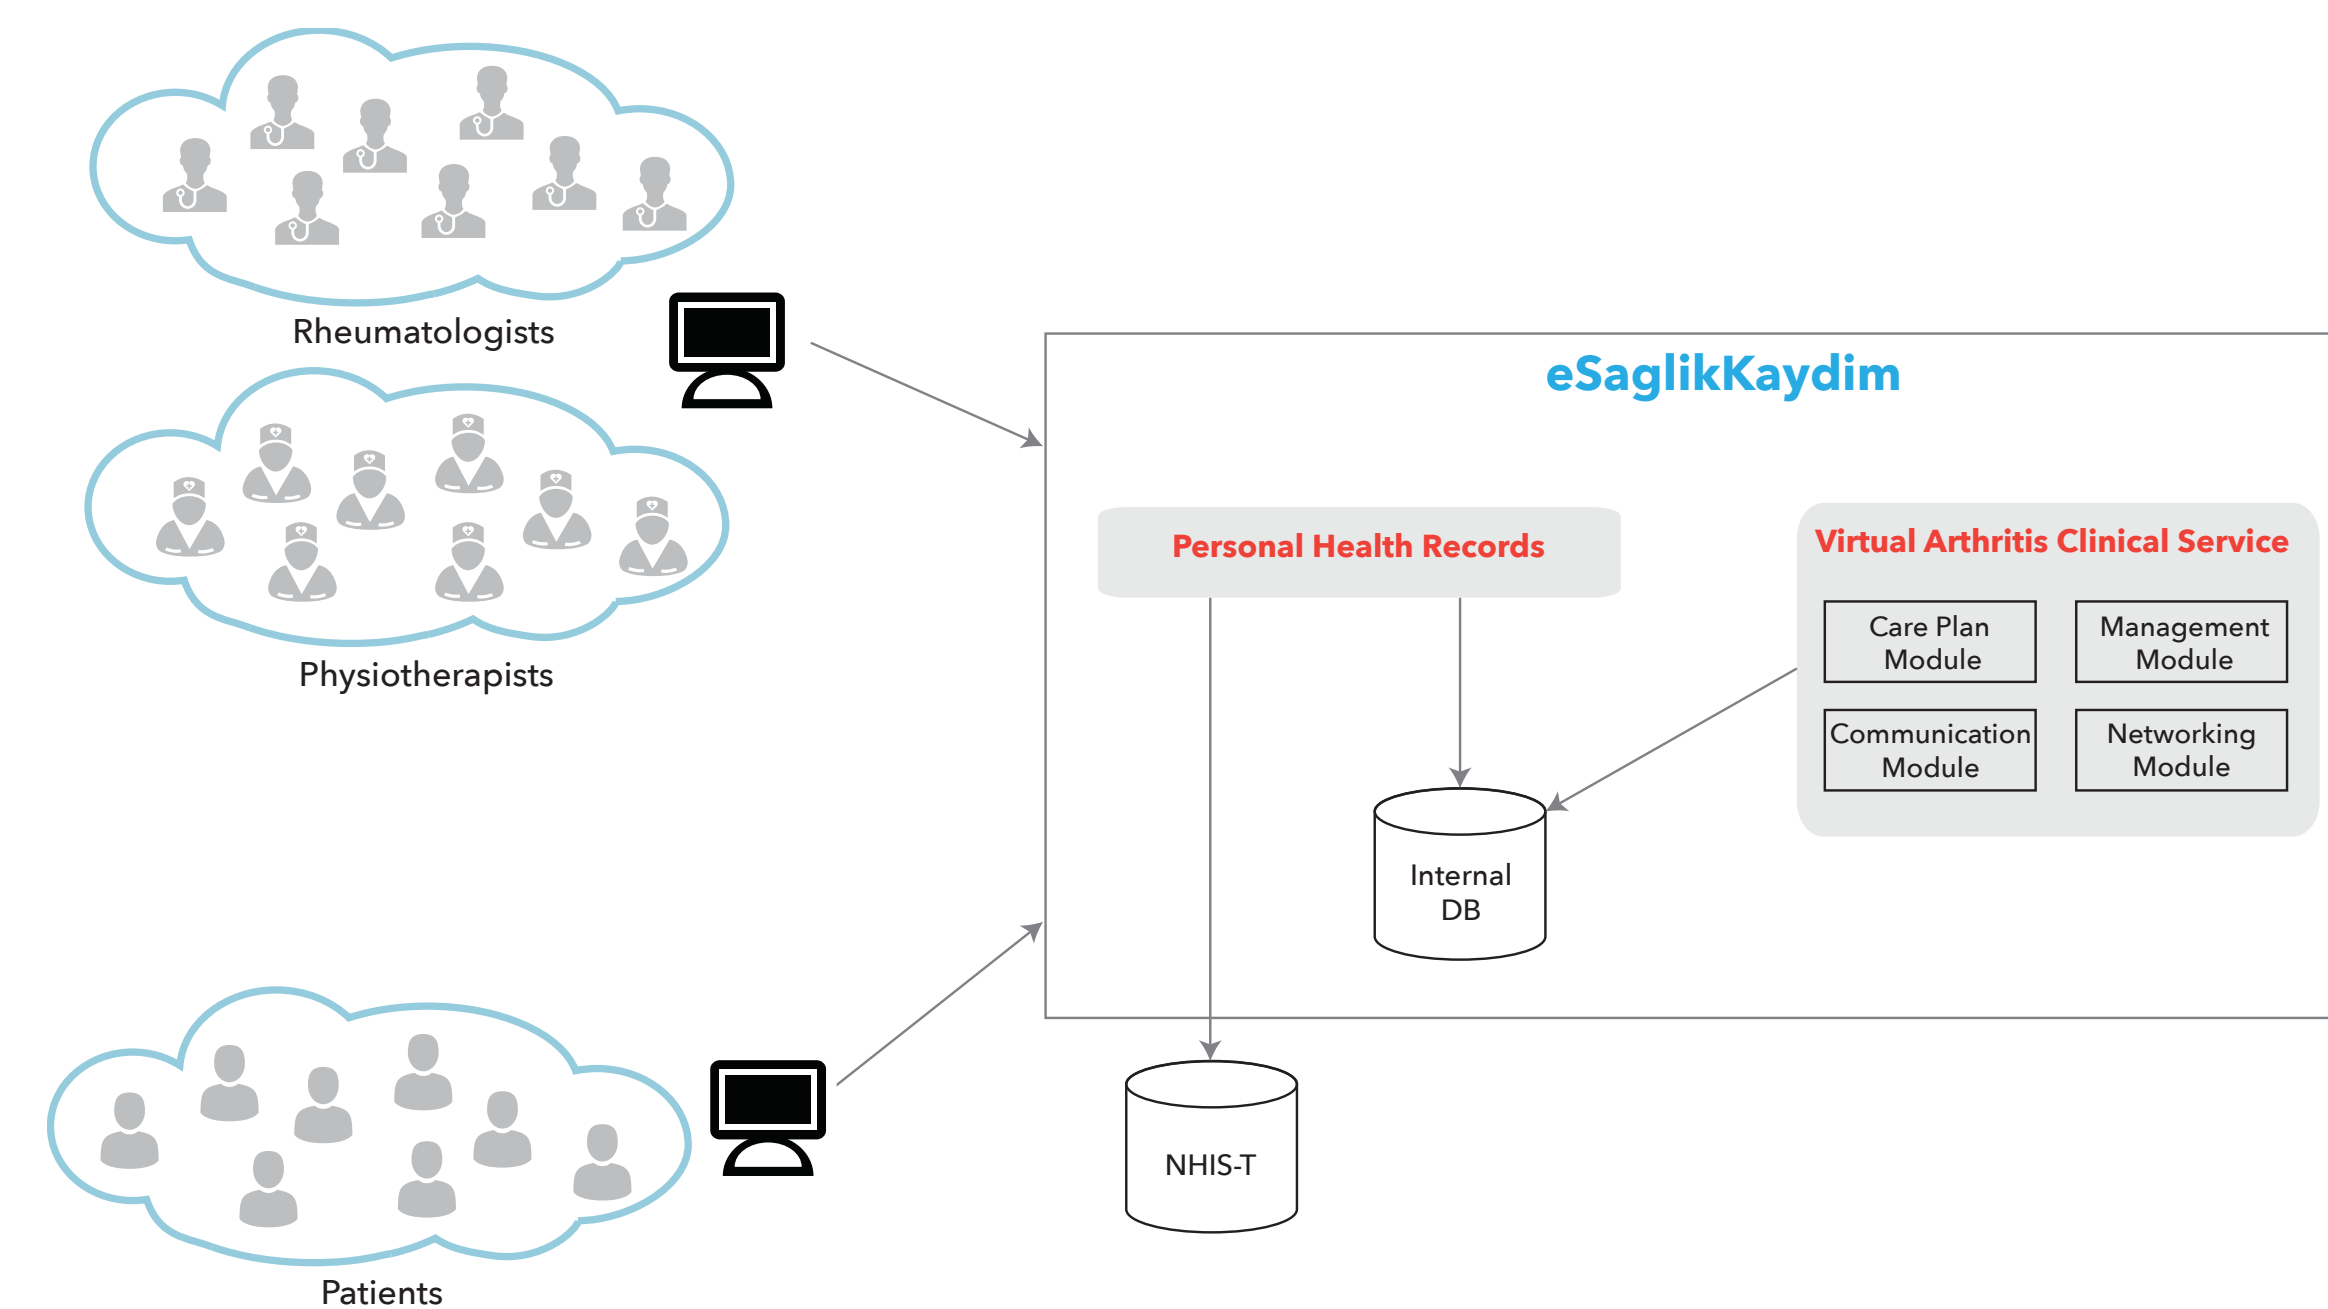 Rheumatologists
Physiotherapists
Patients
eSaglikKaydim
Personal Health Records
Internal
DB
NHIS-T
Virtual Arthritis Clinical Service
Care Plan
Module
Management
Module
Communication
Module
Networking
Module